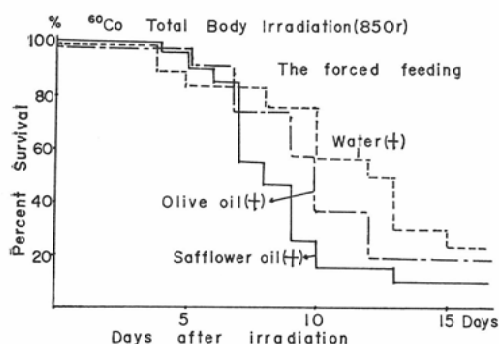 % 60Co Total Body Irradiation(850r)
100
The forced feeding
80
Water(+)
60
Percent Survival
40
Olive oil(+)
20
Safflower oil(+)
5 10 15 Days
Days after irradiation